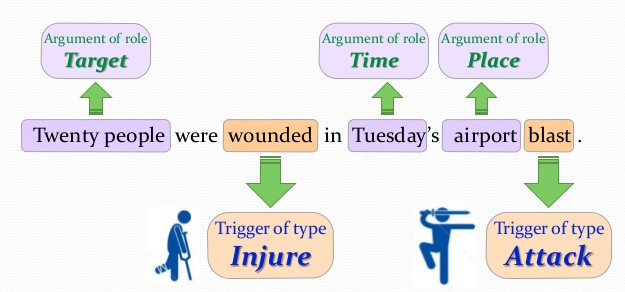 Argument of role
Target
Argument of role
Time
Argument of role
Place
Twenty people were wounded in Tuesday's airport blast .
Trigger of type
Injure
Trigger of type
Attack